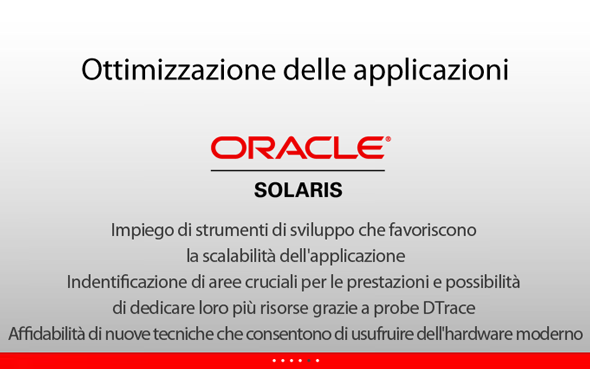 Ottimizzazione delle applicazioni
ORACLE®
SOLARIS
Impiego di strumenti di sviluppo che favoriscono
la scalabilità dell'applicazione
Indentificazione di aree cruciali per le prestazioni e possibilità
di dedicare loro più risorse grazie a probe DTrace
Affidabilità di nuove tecniche che consentono di usufruire dell'hardware moderno